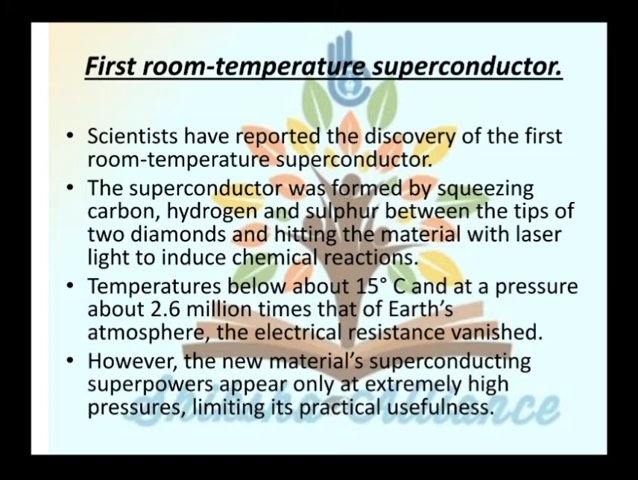 First room-temperature superconductor.
• Scientists have reported the discovery of the first
room-temperature superconductor.
• The superconductor was formed by squeezing
carbon, hydrogen and sulphur between the tips of
two diamonds and hitting the material with laser
light to induce chemical reactions.
• Temperatures below about 15° C and at a pressure
about 2.6 million times that of Earth's
atmosphere, the electrical resistance vanished.
• However, the new material's superconducting
superpowers appear only at extremely high
pressures, limiting its practical usefulness.